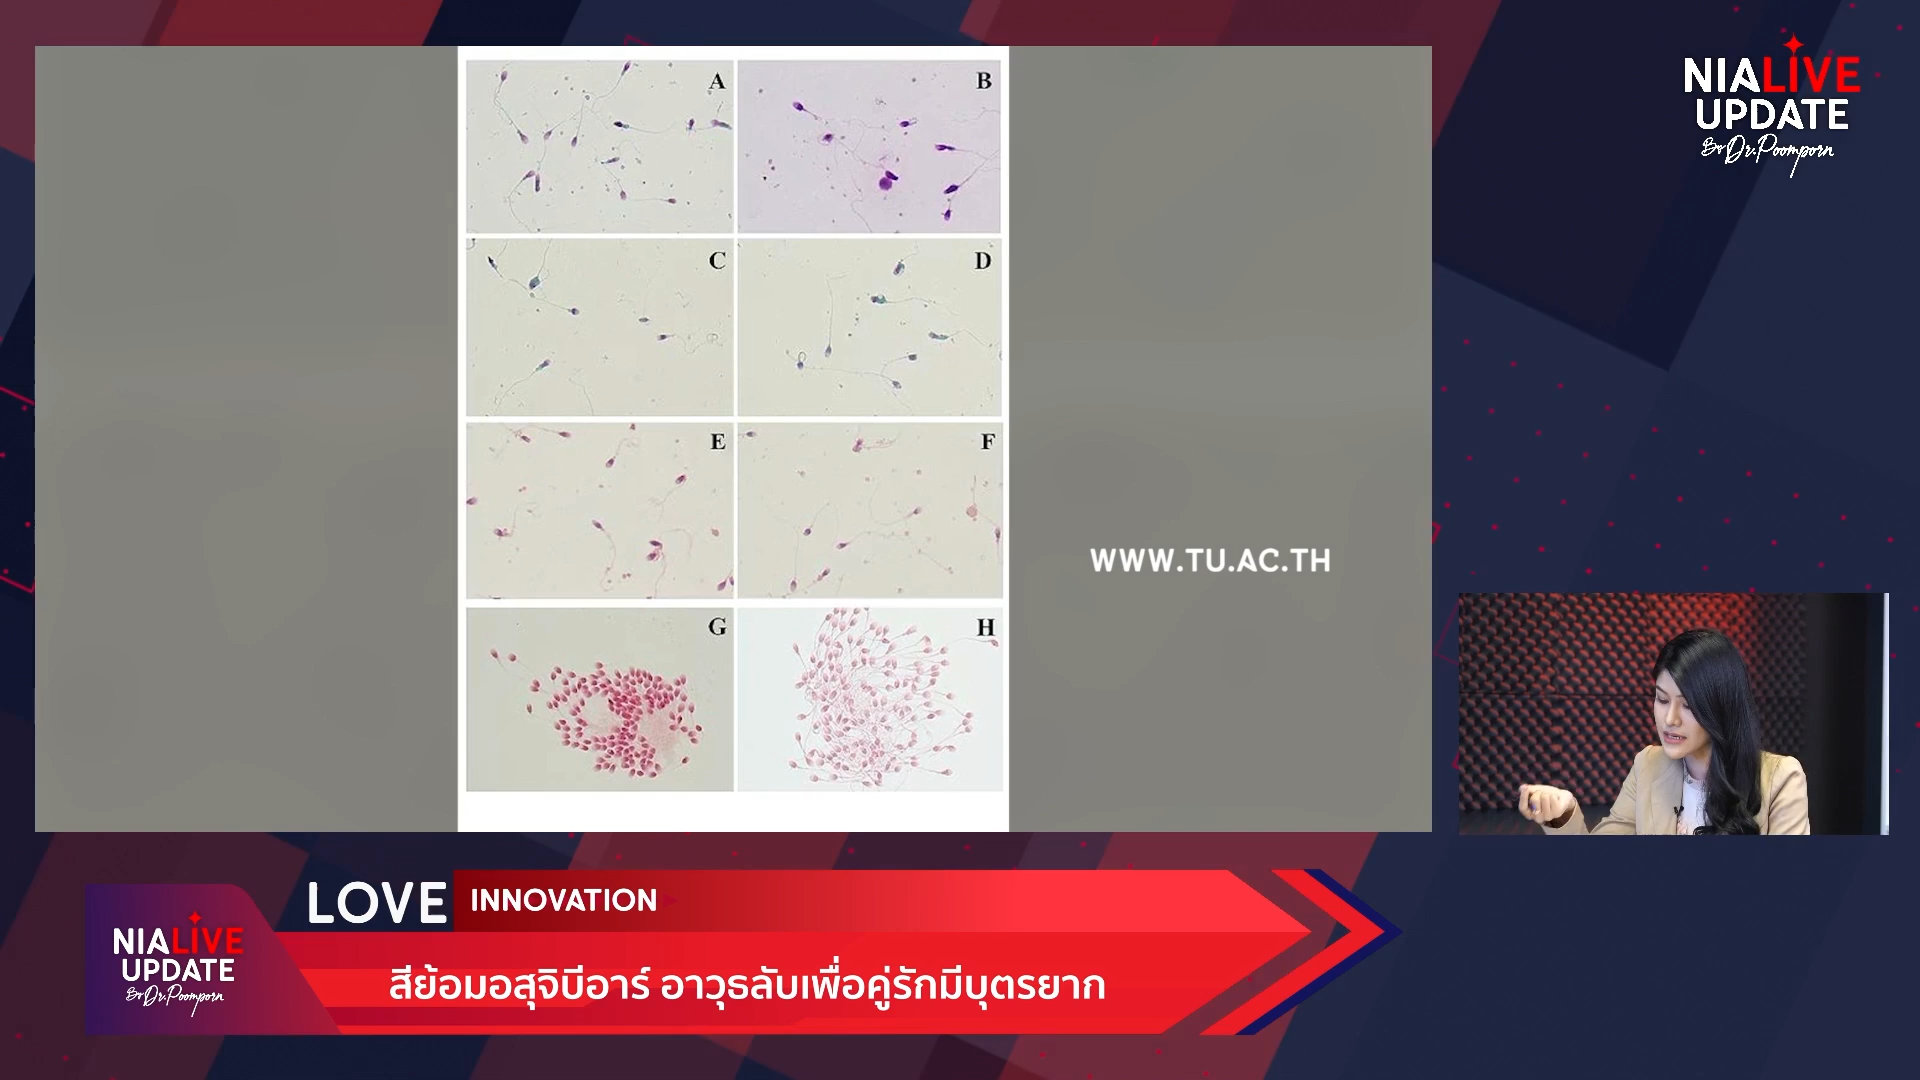 A
B
C
D
E
F
G
H
WWW.TU.AC.TH
NIALIVE
UPDATE
By Dr.Poomporn
LOVE INNOVATION
สีย้อมอสุจิบีอาร์ อาวุธลับเพื่อคู่รักมีบุตรยาก
NIALIVE
UPDATE
By Dr.Poomporn